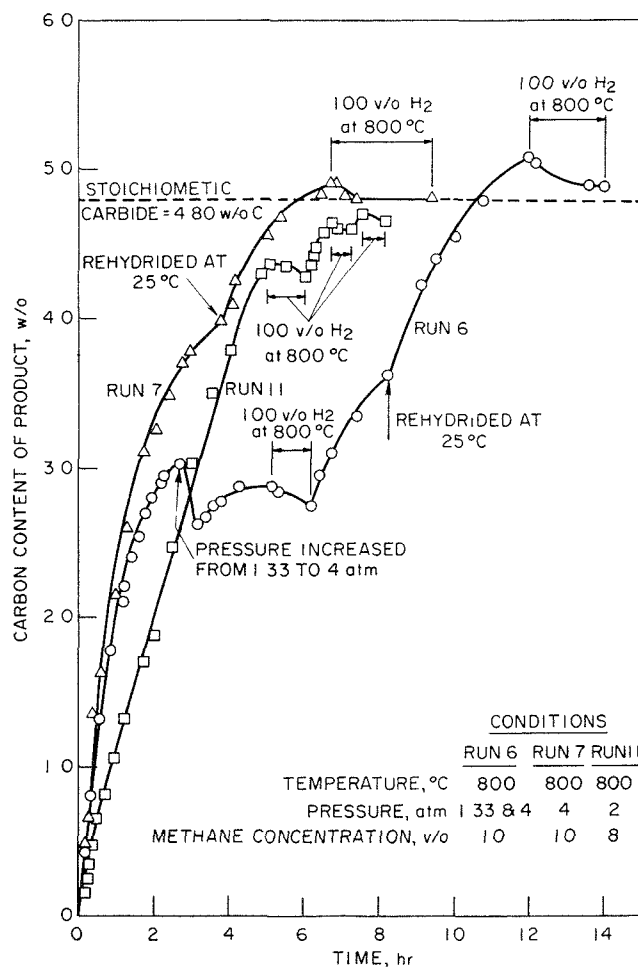 60
50
40
30
20
10
0
CARBON CONTENT OF PRODUCT, w/o
100 v/o H2
at 800 °C
100 v/o H2
at 800 °C
STOICHIOMETIC
CARBIDE = 4 80 w/o C
REHYDRIDED AT
25 °C
100 v/o H2
at 800 °C
RUN 7
RUN 11
RUN 6
100 v/o H2
at 800 °C
REHYDRIDED AT
25 °C
PRESSURE INCREASED
FROM 1 33 TO 4 atm
CONDITIONS
RUN 6 RUN 7 RUN 11
TEMPERATURE, °C 800 800 800
PRESSURE, atm 1 33 & 4 4 2
METHANE CONCENTRATION, v/o 10 10 8
0 2 4 6 8 10 12 14
TIME, hr